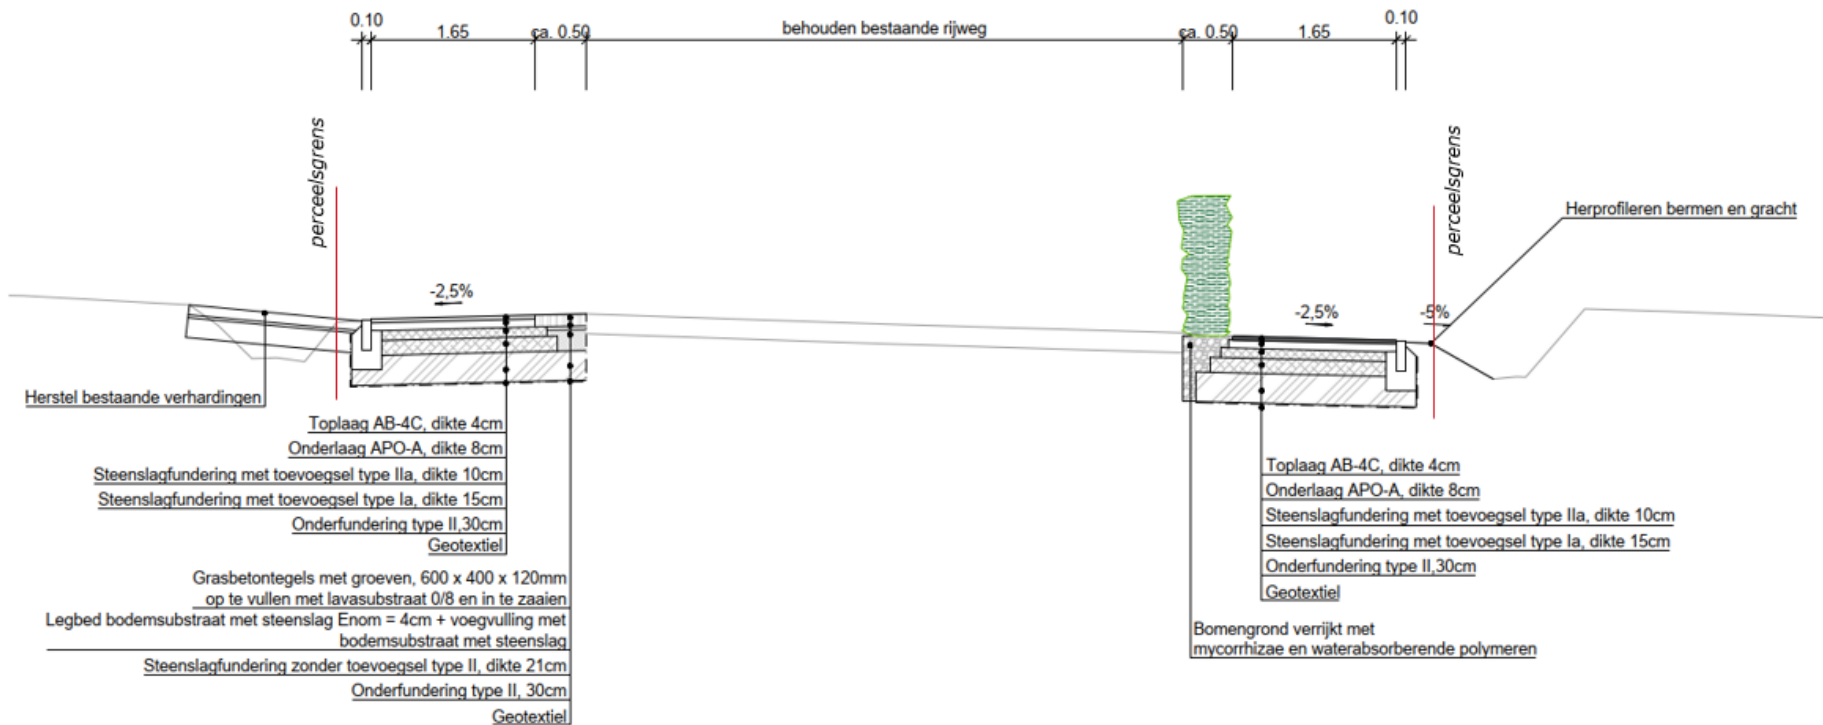 0.10
1.65
ca. 0.50
behouden bestaande rijweg
ca. 0.50
1.65
0.10
perceelsgrens
perceelsgrens
Herprofileren bermen en gracht
-2,5%
-2,5%
-5%
Herstel bestaande verhardingen
Toplaag AB-4C, dikte 4cm
Onderlaag APO-A, dikte 8cm
Steenslagfundering met toevoegsel type IIa, dikte 10cm
Steenslagfundering met toevoegsel type Ia, dikte 15cm
Onderfundering type II,30cm
Geotextiel
Grasbetontegels met groeven, 600 x 400 x 120mm
op te vullen met lavasubstraat 0/8 en in te zaaien
Legbed bodemsubstraat met steenslag Enom = 4cm + voegvulling met
bodemsubstraat met steenslag
Steenslagfundering zonder toevoegsel type II, dikte 21cm
Onderfundering type II, 30cm
Geotextiel
Toplaag AB-4C, dikte 4cm
Onderlaag APO-A, dikte 8cm
Steenslagfundering met toevoegsel type IIa, dikte 10cm
Steenslagfundering met toevoegsel type Ia, dikte 15cm
Onderfundering type II,30cm
Geotextiel
Bomengrond verrijkt met
mycorrhizae en waterabsorberende polymeren